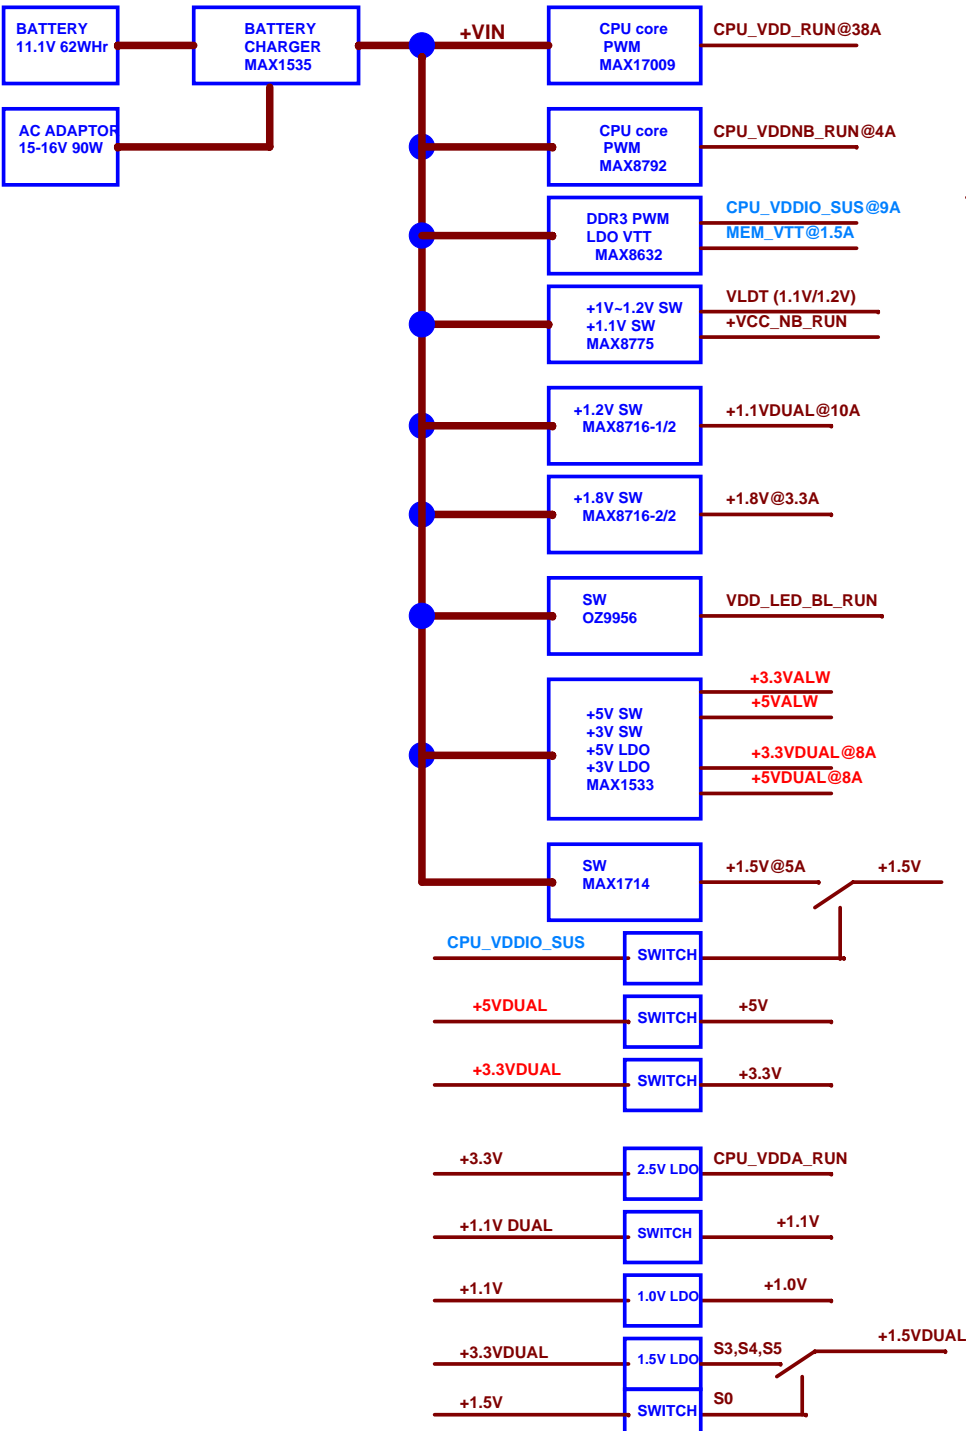 BATTERY
11.1V 62WHr
BATTERY
CHARGER
MAX1535
+VIN
CPU core
PWM
MAX17009
CPU_VDD_RUN@38A
AC ADAPTOR
15-16V 90W
CPU core
PWM
MAX8792
CPU_VDDNB_RUN@4A
DDR3 PWM
LDO VTT
MAX8632
CPU_VDDIO_SUS@9A
MEM_VTT@1.5A
+1V~1.2V SW
+1.1V SW
MAX8775
VLDT (1.1V/1.2V)
+VCC_NB_RUN
+1.2V SW
MAX8716-1/2
+1.1VDUAL@10A
+1.8V SW
MAX8716-2/2
+1.8V@3.3A
SW
OZ9956
VDD_LED_BL_RUN
+5V SW
+3V SW
+5V LDO
+3V LDO
MAX1533
+3.3VALW
+5VALW
+3.3VDUAL@8A
+5VDUAL@8A
SW
MAX1714
+1.5V@5A
+1.5V
CPU_VDDIO_SUS
SWITCH
+5VDUAL
SWITCH
+5V
+3.3VDUAL
SWITCH
+3.3V
+3.3V
2.5V LDO
CPU_VDDA_RUN
+1.1V DUAL
SWITCH
+1.1V
+1.1V
1.0V LDO
+1.0V
+3.3VDUAL
1.5V LDO
S3,S4,S5
+1.5VDUAL
+1.5V
SWITCH
S0